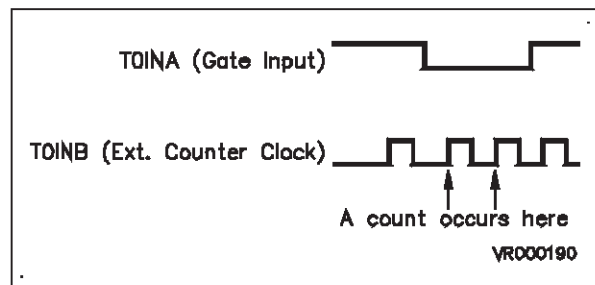 TOINA (Gate Input)
TOINB (Ext. Counter Clock)
A count occurs here
VR000190